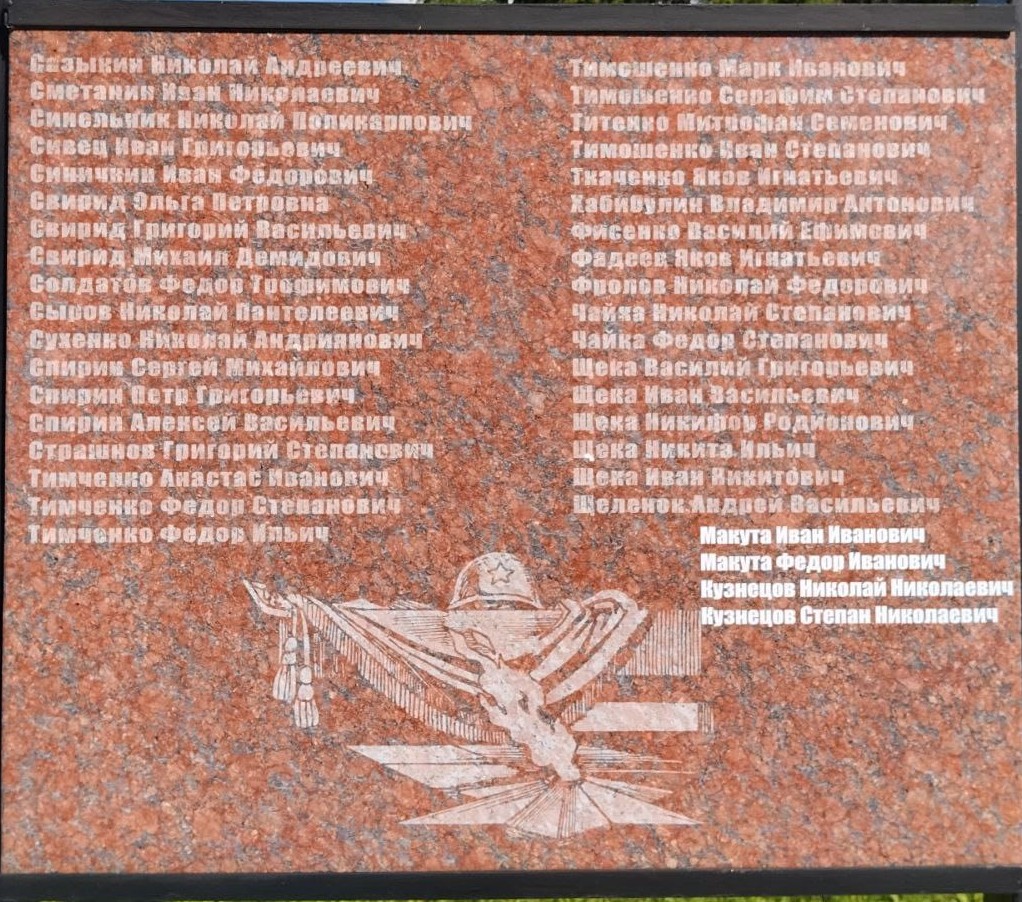 Сазыкин Николай Андреевич
Сметанин Иван Николаевич
Синельник Николай Поликарпович
Сивец Иван Григорьевич
Синичкин Иван Федорович
Свирид Ольга Петровна
Свирид Григорий Васильевич
Свирид Михаил Демидович
Солдатов Федов Трофимович
Сыров Николай Пантелеевич
Сухенко Николай Андриянович
Спирин Сергей Михайлович
Спирин Петр Григорьевич
Спирин Алексей Васильевич
Страшнов Григорий Степанович
Тимченко Анастас Иванович
Тимченко Федор Степанович
Тимченко Федор Ильич
Тимошенко Марк Иванович
Тимошенко Серафим Степанович
Титенко Митрофан Семенович
Тимошенко Иван Степанович
Ткаченко Яков Игнатьевич
Хабибулин Владимир Антонович
Фисенко Василий Ефимович
Фадеев Яков Игнатьевич
Фролов Николай Федорович
Чайка Николай Степанович
Чайка Федор Степанович
Щека Василий Григорьевич
Щека Иван Васильевич
Щека Никифор Родионович
Щека Никита Ильич
Щека Иван Никитович
Щеленок Андрей Васильевич
Макута Иван Иванович
Макута Федор Иванович
Кузнецов Николай Николаевич
Кузнецов Степан Николаевич